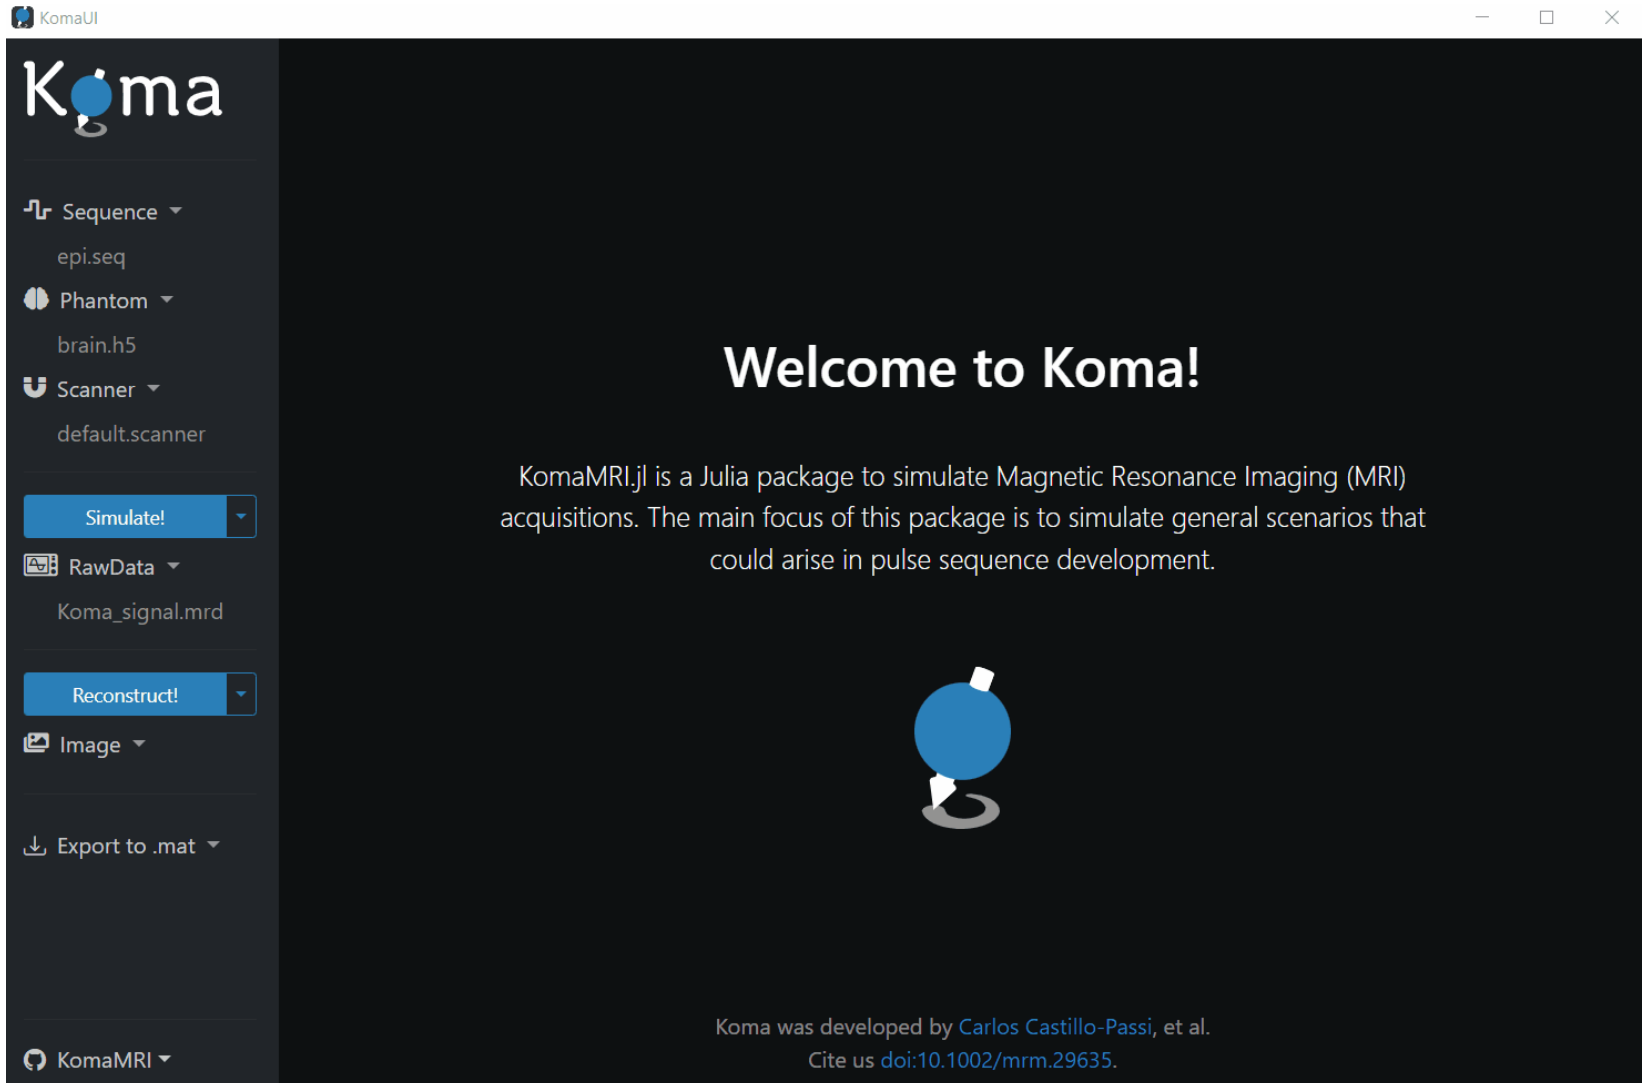 KomaUI
Koma
Sequence
epi.seq
Phantom
brain.h5
Scanner
default.scanner
Simulate!
RawData
Koma_signal.mrd
Reconstruct!
Image
Export to .mat
KomaMRI
Welcome to Koma!
KomaMRI.jl is a Julia package to simulate Magnetic Resonance Imaging (MRI)
acquisitions. The main focus of this package is to simulate general scenarios that
could arise in pulse sequence development.
Koma was developed by Carlos Castillo-Passi, et al.
Cite us doi:10.1002/mrm.29635.